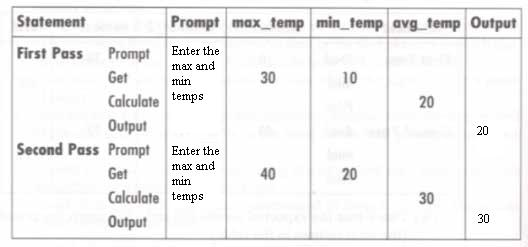 Statement Prompt max_temp min_temp avg_temp Output
First Pass Prompt Enter the
max and
Get min 30 10
temps
Calculate 20
Output 20
Second Pass Prompt Enter the
max and
Get min 40 20
Calculate temps 30
Output 30